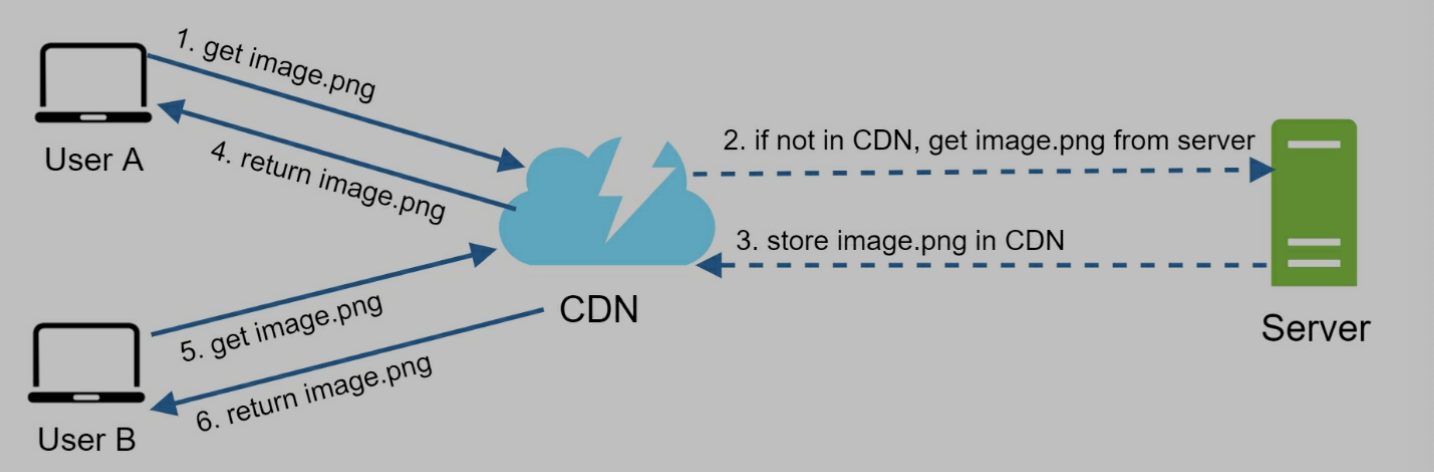 1. get image.png
User A
4. return image.png
2. if not in CDN, get image.png from server
3. store image.png in CDN
CDN
Server
5. get image.png
6. return image.png
User B